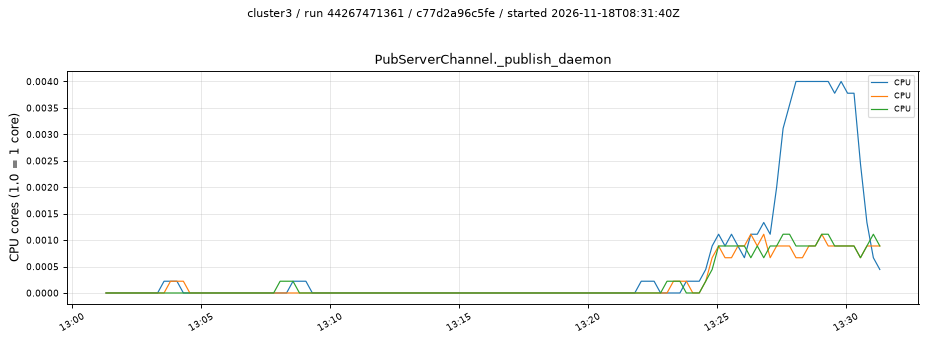 cluster3 / run 44267471361 / c77d2a96c5fe / started 2026-11-18T08:31:40Z
PubServerChannel._publish_daemon
CPU cores (1.0 = 1 core)
0.0040
0.0035
0.0030
0.0025
0.0020
0.0015
0.0010
0.0005
0.0000
CPU
CPU
CPU
13:00
13:05
13:10
13:15
13:20
13:25
13:30